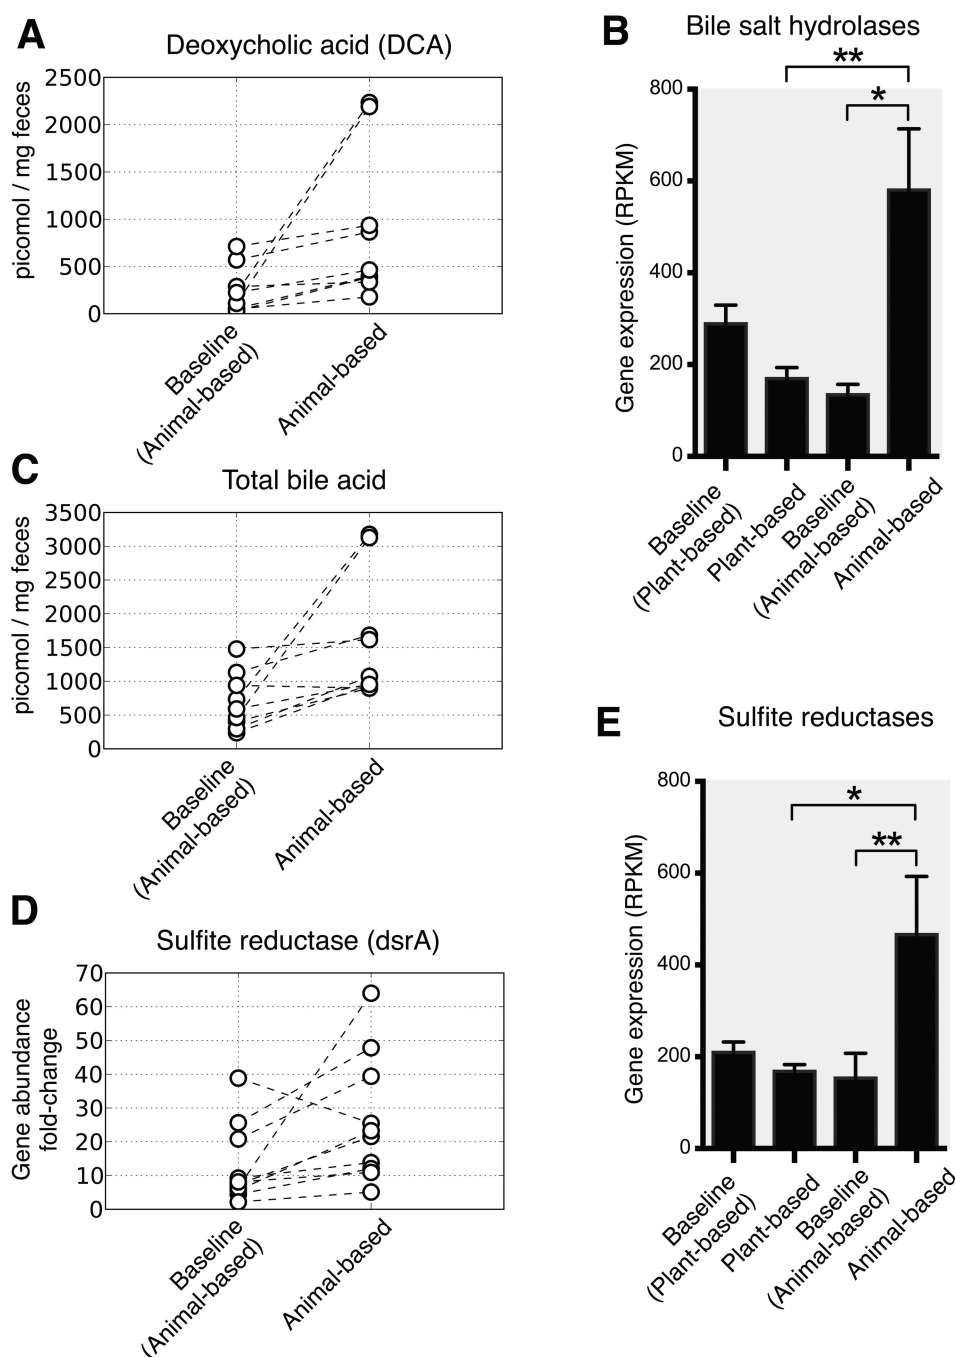 A
Deoxycholic acid (DCA)
picomol / mg feces
2500
2000
1500
1000
500
0
Baseline
(Animal-based)
Animal-based
B
Bile salt hydrolases
**
*
Gene expression (RPKM)
800
600
400
200
0
Baseline
(Plant-based)
Plant-based
Baseline
(Animal-based)
Animal-based
C
Total bile acid
picomol / mg feces
3500
3000
2500
2000
1500
1000
500
0
Baseline
(Animal-based)
Animal-based
D
Sulfite reductase (dsrA)
Gene abundance
fold-change
70
60
50
40
30
20
10
0
Baseline
(Animal-based)
Animal-based
E
Sulfite reductases
*
**
Gene expression (RPKM)
800
600
400
200
0
Baseline
(Plant-based)
Plant-based
Baseline
(Animal-based)
Animal-based